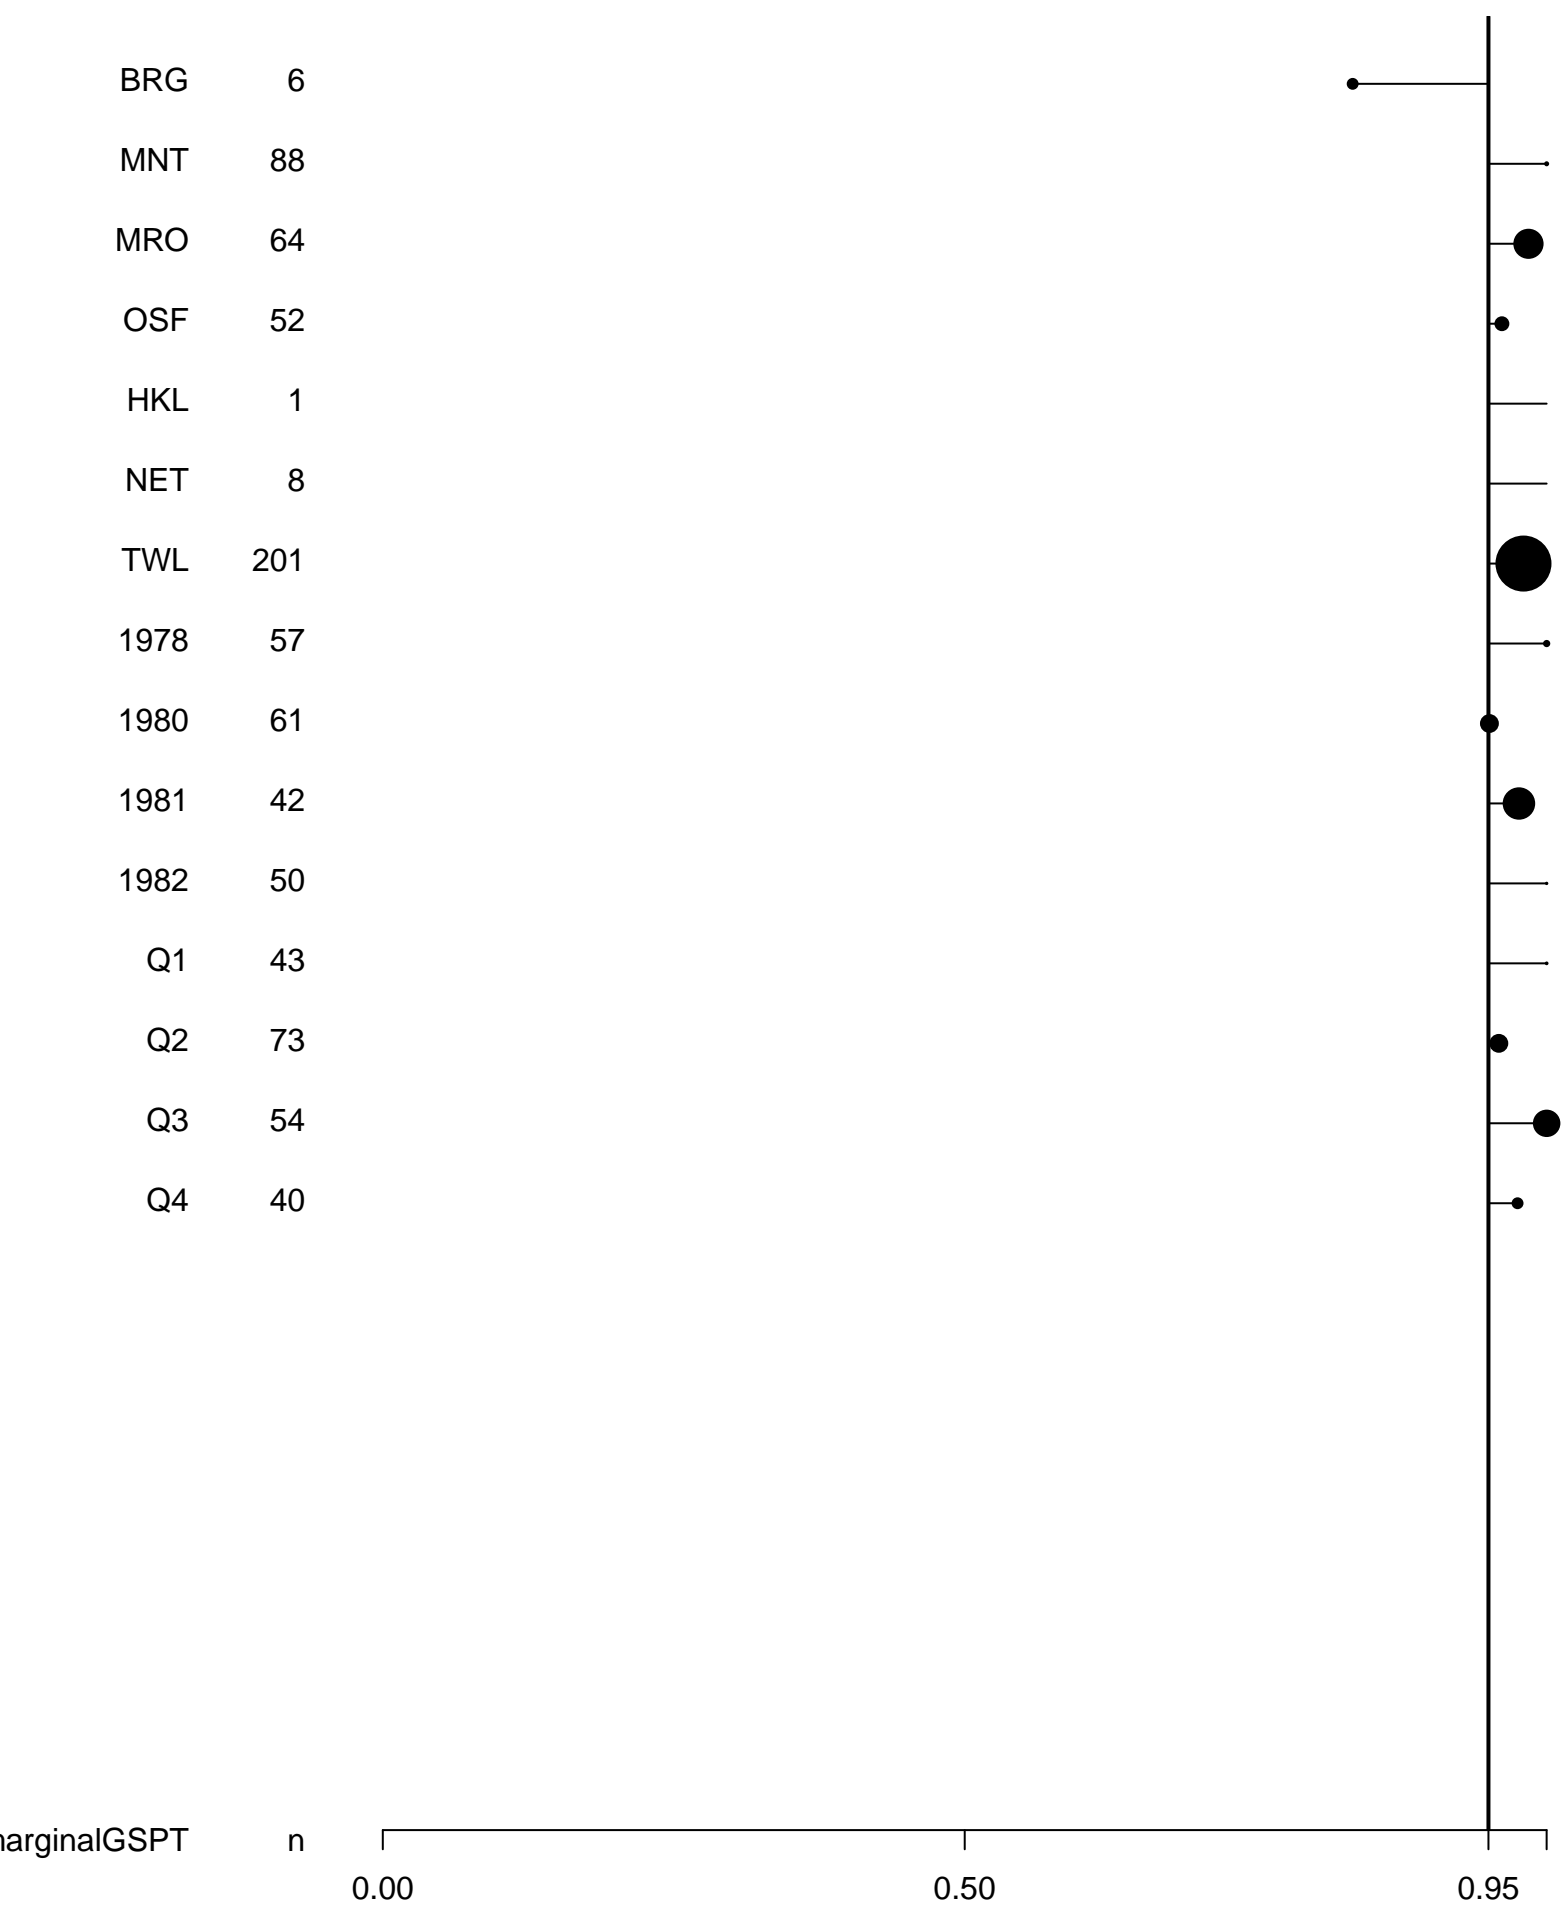 BRG 6
MNT 88
MRO 64
OSF 52
HKL 1
NET 8
TWL 201
1978 57
1980 61
1981 42
1982 50
Q1 43
Q2 73
Q3 54
Q4 40
arginalGSPT n
0.00 0.50 0.95